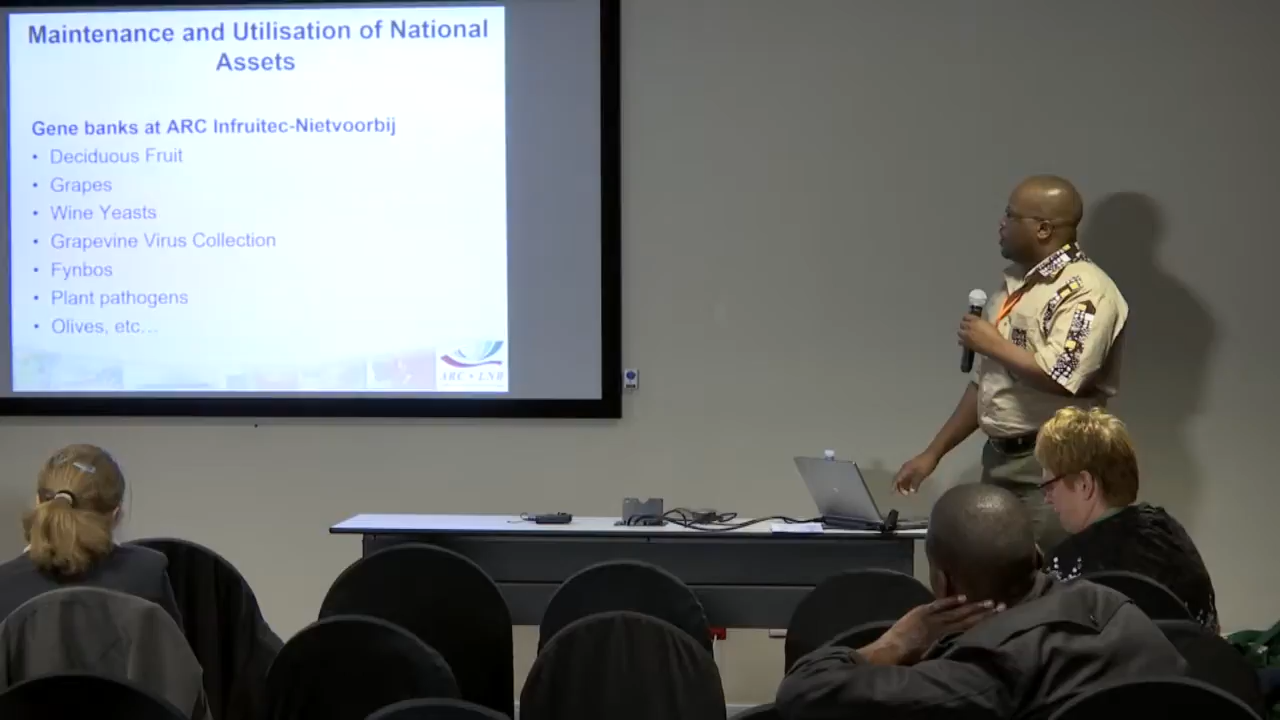 Maintenance and Utilisation of National
Assets
Gene banks at ARC Infruitec-Nietvoorbij
• Deciduous Fruit
• Grapes
• Wine Yeasts
• Grapevine Virus Collection
• Fynbos
• Plant pathogens
• Olives, etc…
ARC • LNR